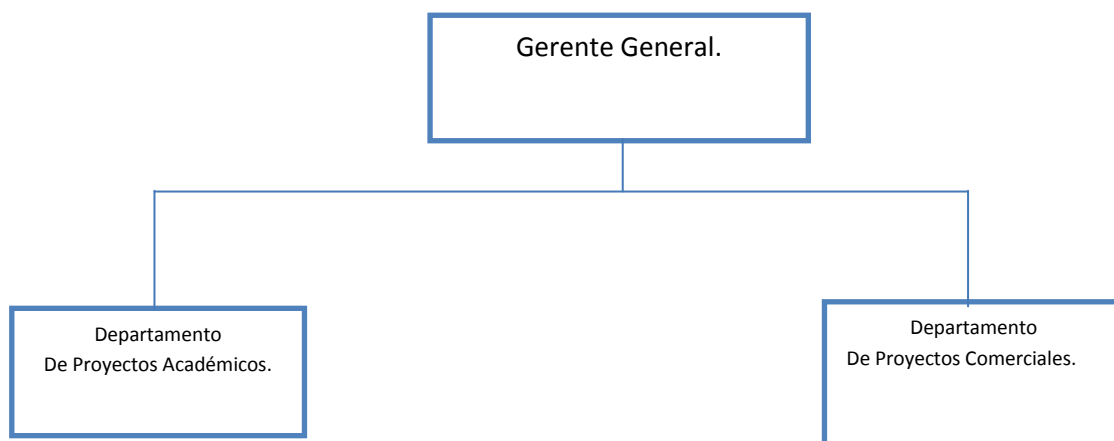 Gerente General.
Departamento
De Proyectos Académicos.
Departamento
De Proyectos Comerciales.